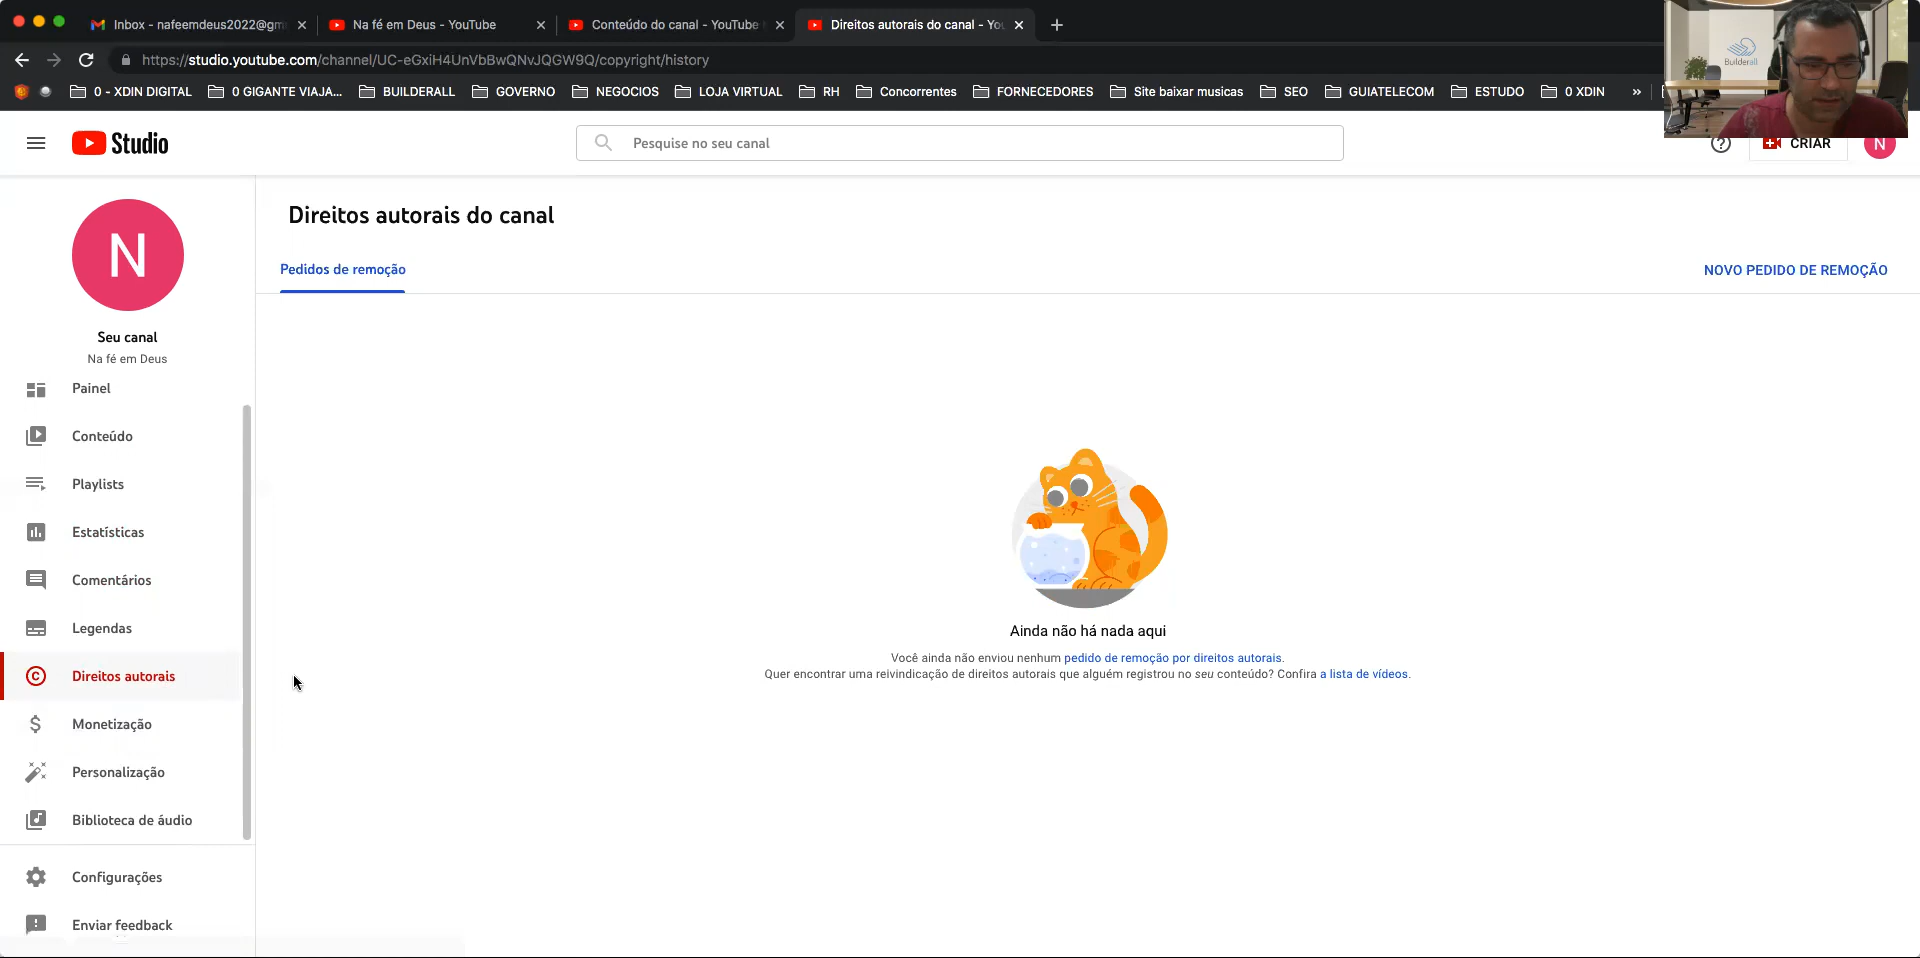 Inbox - nafeemdeus2022@gm
Na fé em Deus - YouTube
Conteúdo do canal - YouTube
Direitos autorais do canal - You
https://studio.youtube.com/channel/UC-eGxiH4UnVbBwQNvJQGW9Q/copyright/history
0 - XDIN DIGITAL
0 GIGANTE VIAJA...
BUILDERALL
GOVERNO
NEGOCIOS
LOJA VIRTUAL
RH
Concorrentes
FORNECEDORES
Site baixar musicas
SEO
GUIATELECOM
ESTUDO
0 XDIN
»
Builderall
Studio
Pesquise no seu canal
CRIAR
N
N
Seu canal
Na fé em Deus
Painel
Conteúdo
Playlists
Estatísticas
Comentários
Legendas
Direitos autorais
Monetização
Personalização
Biblioteca de áudio
Configurações
Enviar feedback
Direitos autorais do canal
Pedidos de remoção
NOVO PEDIDO DE REMOÇÃO
Ainda não há nada aqui
Você ainda não enviou nenhum pedido de remoção por direitos autorais.
Quer encontrar uma reivindicação de direitos autorais que alguém registrou no seu conteúdo? Confira a lista de vídeos.